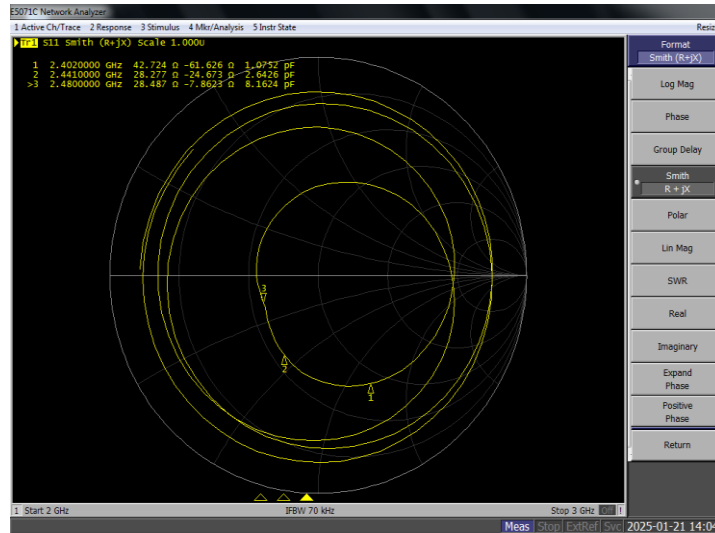 E5071C Network Analyzer
1 Active Ch/Trace 2 Response 3 Stimulus 4 Mkr/Analysis 5 Instr State
Resiz
Tr1 S11 Smith (R+jX) Scale 1.000U
1 2.4020000 GHz 42.724 Ω -61.626 Ω 1.0752 pF
2 2.4410000 GHz 28.277 Ω -24.673 Ω 2.6426 pF
>3 2.4800000 GHz 28.487 Ω -7.8623 Ω 8.1624 pF
3
2
1
Format
Smith (R+jX)
Log Mag
Phase
Group Delay
Smith
R + jX
Polar
Lin Mag
SWR
Real
Imaginary
Expand
Phase
Positive
Phase
Return
1 Start 2 GHz
IFBW 70 kHz
Stop 3 GHz Off !
Meas Stop ExtRef Svc 2025-01-21 14:04